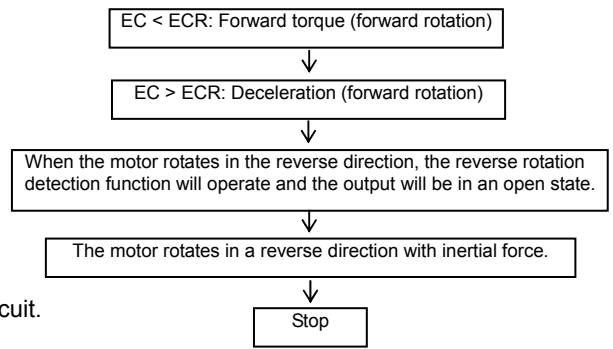 EC < ECR: Forward torque (forward rotation)
EC > ECR: Deceleration (forward rotation)
When the motor rotates in the reverse direction, the reverse rotation
detection function will operate and the output will be in an open state.
The motor rotates in a reverse direction with inertial force.
cuit.
Stop